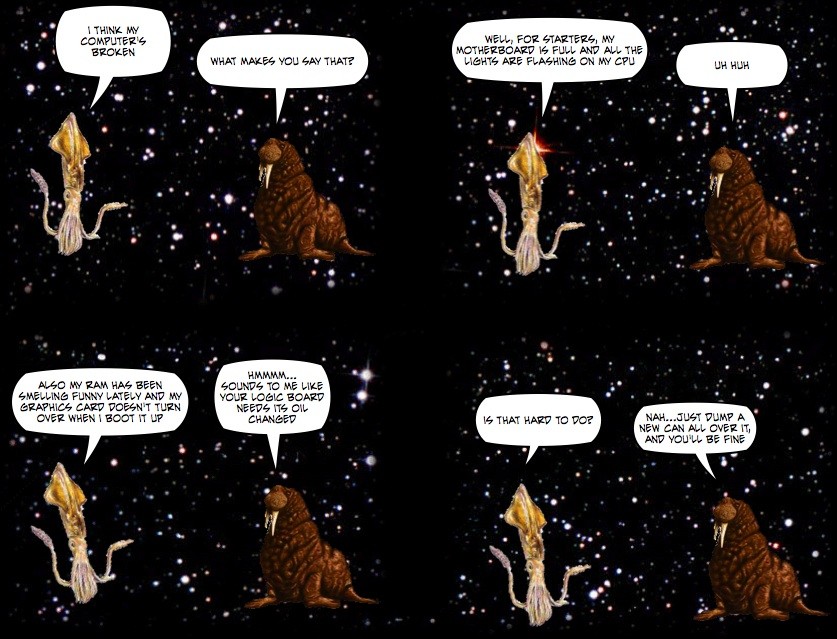 I THINK MY
COMPUTER'S
BROKEN
WHAT MAKES YOU SAY THAT?
WELL, FOR STARTERS, MY
MOTHERBOARD IS FULL AND ALL THE
LIGHTS ARE FLASHING ON MY CPU
UH HUH
ALSO MY RAM HAS BEEN
SMELLING FUNNY LATELY AND MY
GRAPHICS CARD DOESN'T TURN
OVER WHEN I BOOT IT UP
HMMMM...
SOUNDS TO ME LIKE
YOUR LOGIC BOARD
NEEDS ITS OIL
CHANGED
IS THAT HARD TO DO?
NAH...JUST DUMP A
NEW CAN ALL OVER IT,
AND YOU'LL BE FINE